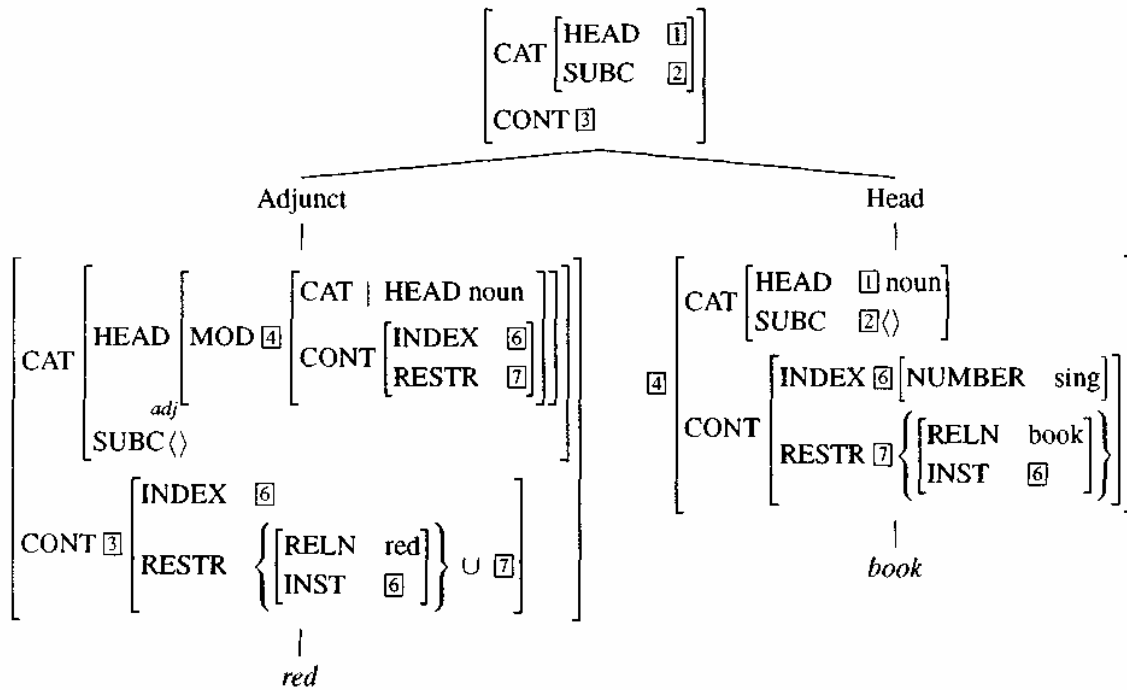 CAT [HEAD 1
SUBC 2]
CONT 3
Adjunct Head
CAT | HEAD noun
HEAD MOD 4
CONT [INDEX 6
RESTR 7]
CAT
adj
SUBC ⟨⟩
INDEX 6
CONT 3
RESTR {[RELN red
INST 6]} ∪ 7
red
HEAD 1 noun
CAT
SUBC 2 ⟨⟩
4
INDEX 6 [NUMBER sing]
CONT
RESTR 7 {[RELN book
INST 6]}
book